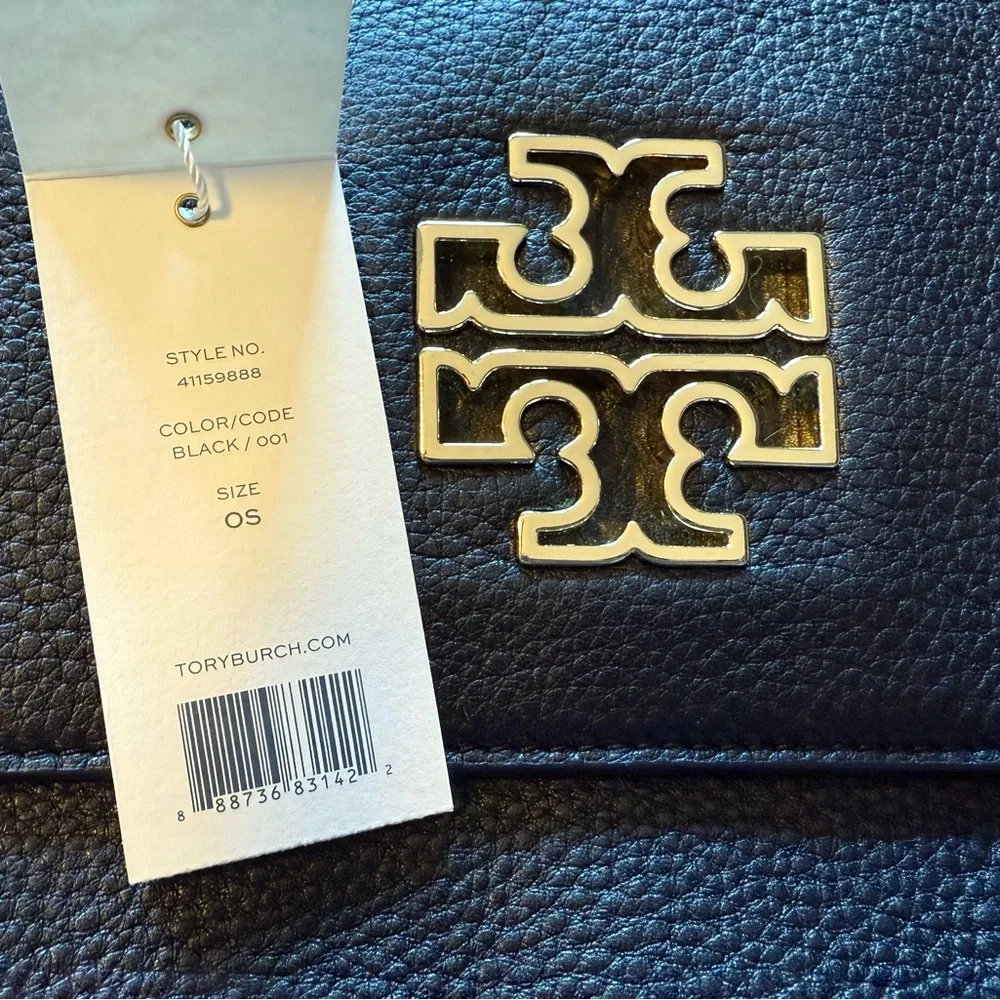 STYLE NO.
41159888
COLOR/CODE
BLACK / 001
SIZE
OS
TORYBURCH.COM
8 88736 83142 2